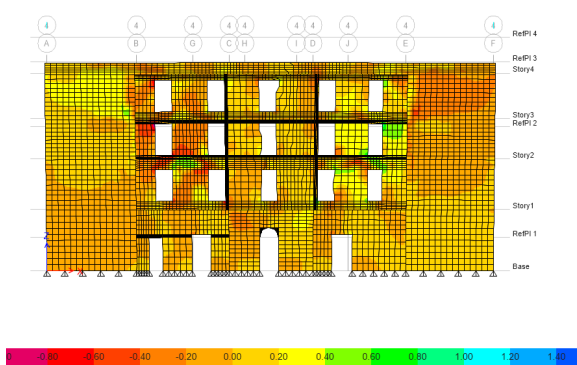 4 4 4 4 4 4 4 4 4 4
A B G C H I D J E F
RefPl 4
RefPl 3
Story4
Story3
RefPl 2
Story2
Story1
RefPl 1
Base
Z
0 -0.80 -0.60 -0.40 -0.20 0.00 0.20 0.40 0.60 0.80 1.00 1.20 1.40